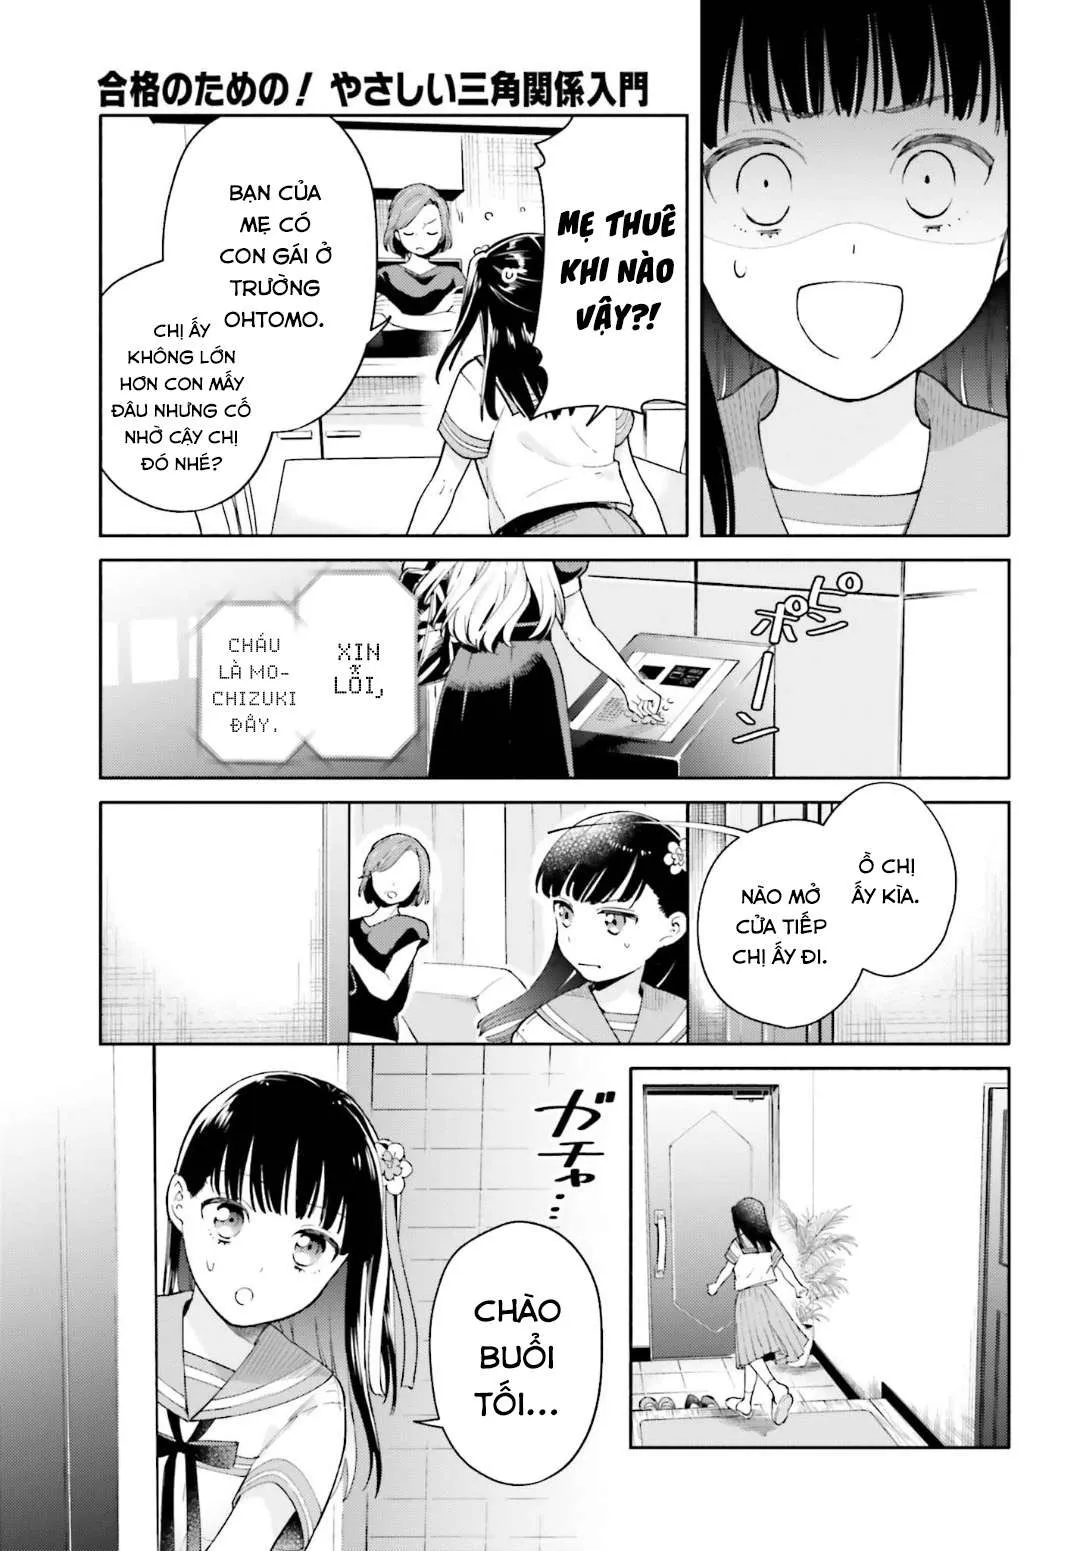 合格のための! やさしい三角関係入門
MẸ THUÊ
KHI NÀO
VẬY?!
BẠN CỦA
MẸ CÓ
CON GÁI Ở
TRƯỜNG
OHTOMO.
CHỊ ẤY
KHÔNG LỚN
HƠN CON MẤY
ĐÂU NHƯNG CỐ
NHỜ CẬY CHỊ
ĐÓ NHÉ?
ピンポーン
XIN
LỖI,
CHÁU
LÀ MO-
CHIZUKI
ĐÂY.
Ồ CHỊ
ẤY KÌA.
NÀO MỞ
CỬA TIẾP
CHỊ ẤY ĐI.
ガチャ…
CHÀO
BUỔI
TỐI...